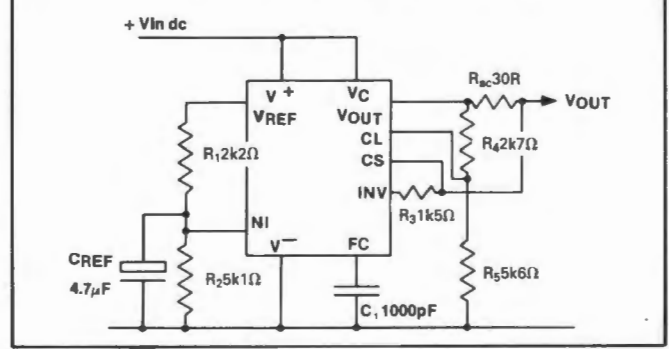 + Vin dc
V+
VC
Rsc30R
VREF
VOUT
VOUT
R12k2Ω
CL
R42k7Ω
CS
INV
R31k5Ω
NI
CREF
4.7µF
R25k1Ω
V−
FC
C1 1000pF
R55k6Ω